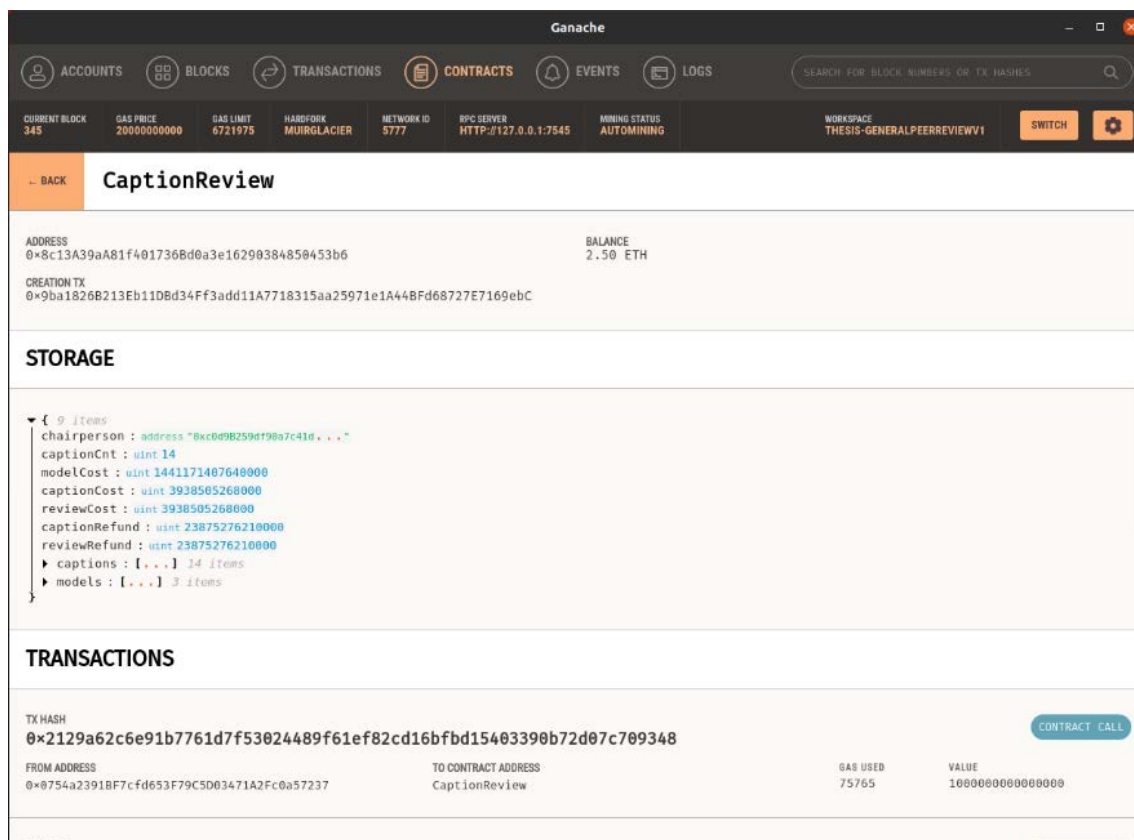 Ganache
ACCOUNTS BLOCKS TRANSACTIONS CONTRACTS EVENTS LOGS SEARCH FOR BLOCK NUMBERS OR TX HASHES
CURRENT BLOCK GAS PRICE GAS LIMIT HARDFORK NETWORK ID RPC SERVER MINING STATUS WORKSPACE
345 20000000000 6721975 MUIRGLACIER 5777 HTTP://127.0.0.1:7545 AUTOMINING THESIS-GENERALPEERREVIEWV1 SWITCH
← BACK CaptionReview
ADDRESS BALANCE
0×8c13A39aA81f401736Bd0a3e16290384850453b6 2.50 ETH
CREATION TX
0×9ba1826B213Eb11DBd34Ff3add11A7718315aa25971e1A44BFd68727E7169ebC
STORAGE
{ 9 items
chairperson : address "0xc0d9B259df90a7c41d..."
captionCnt : uint 14
modelCost : uint 1441171407640000
captionCost : uint 3938505268000
reviewCost : uint 3938505268000
captionRefund : uint 23875276210000
reviewRefund : uint 23875276210000
captions : [...] 14 items
models : [...] 3 items
}
TRANSACTIONS
TX HASH CONTRACT CALL
0×2129a62c6e91b7761d7f53024489f61ef82cd16bfbd15403390b72d07c709348
FROM ADDRESS TO CONTRACT ADDRESS GAS USED VALUE
0×0754a2391BF7cfd653F79C5D03471A2Fc0a57237 CaptionReview 75765 1000000000000000